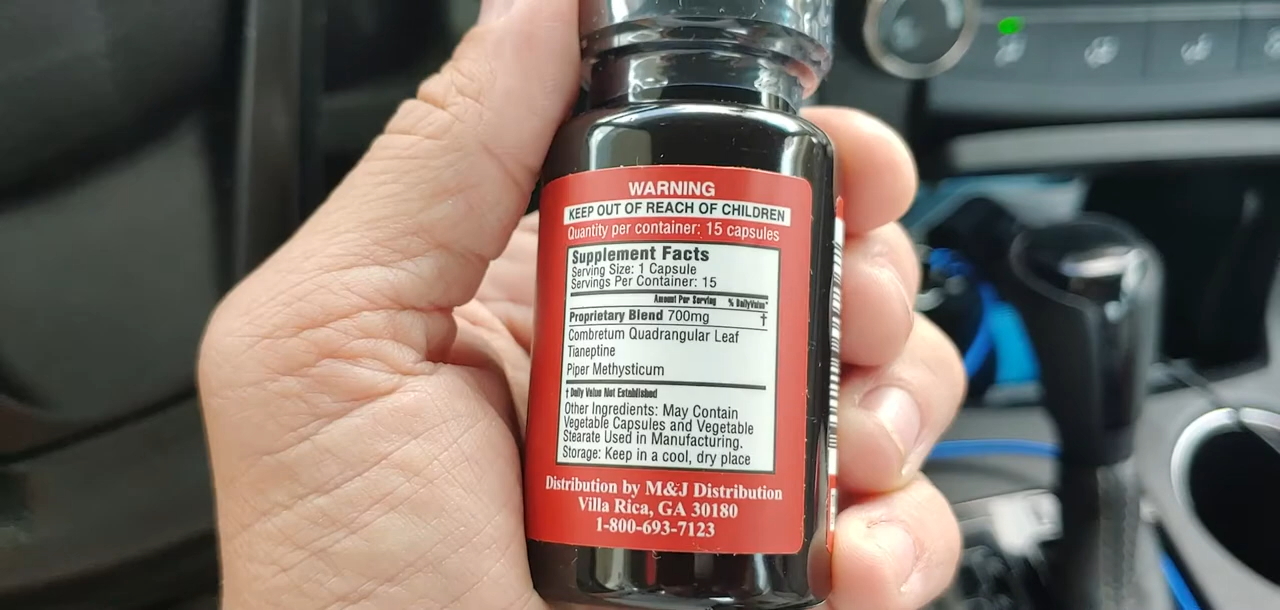 WARNING
KEEP OUT OF REACH OF CHILDREN
Quantity per container: 15 capsules
Supplement Facts
Serving Size: 1 Capsule
Servings Per Container: 15
Amount Per Serving % DailyValue*
Proprietary Blend 700mg †
Combretum Quadrangular Leaf
Tianeptine
Piper Methysticum
† Daily Value Not Established
Other Ingredients: May Contain
Vegetable Capsules and Vegetable
Stearate Used in Manufacturing.
Storage: Keep in a cool, dry place
Distribution by M&J Distribution
Villa Rica, GA 30180
1-800-693-7123